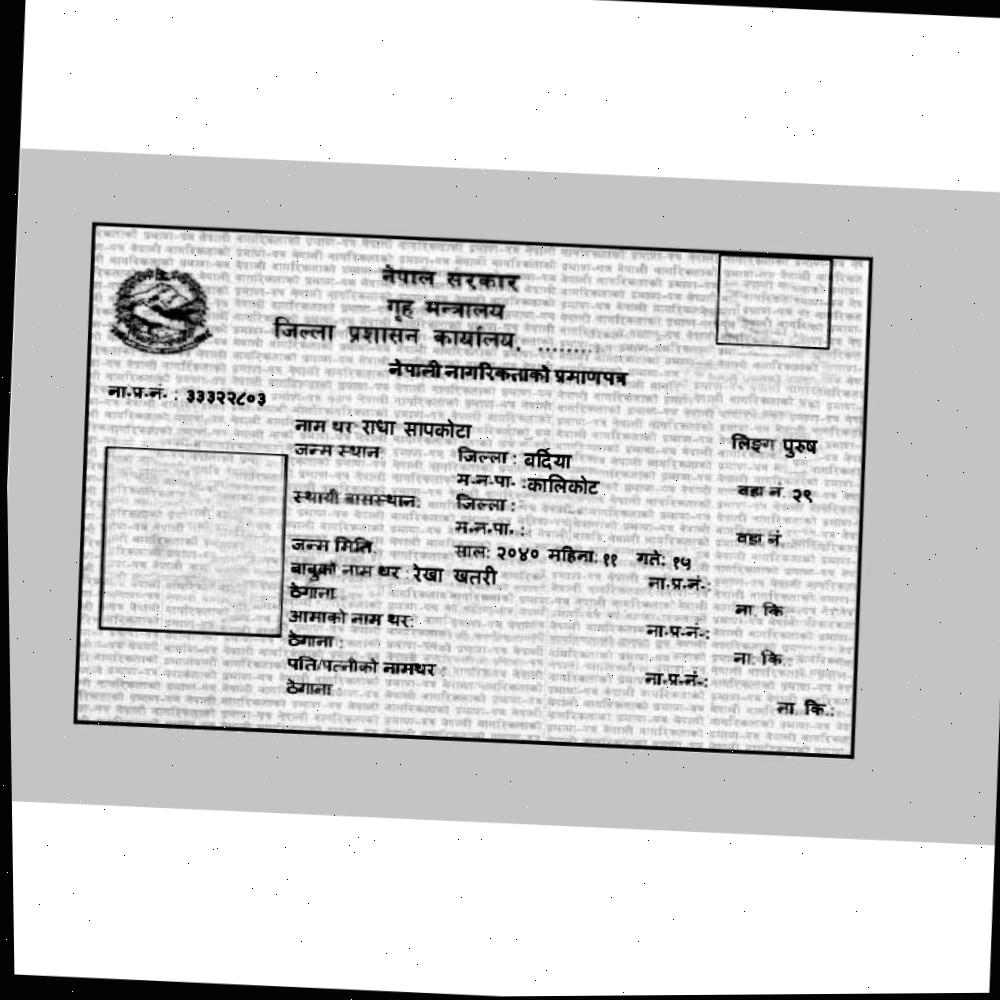 नेपाल सरकार
गृह मन्त्रालय
जिल्ला प्रशासन कार्यालय, ........
नेपाली नागरिकताको प्रमाणपत्र
ना.प्र.नं. : ३३३२२८०३
नाम थर: राधा सापकोटा लिङ्ग पुरुष
जन्म स्थान: जिल्ला : बर्दिया
म.न.पा. :कालिकोट वडा नं. २९
स्थायी बासस्थान: जिल्ला :
म.न.पा. : वडा नं
जन्म मिति: साल: २०४० महिना: ११ गते: १५
बाबुको नाम थर : रेखा खतरी ना.प्र.नं.:
ठेगाना ना. कि.
आमाको नाम थर: ना.प्र.नं.:
ठेगाना : ना. कि.:
पति/पत्नीको नामथर : ना.प्र.नं.:
ठेगाना : ना. कि.: